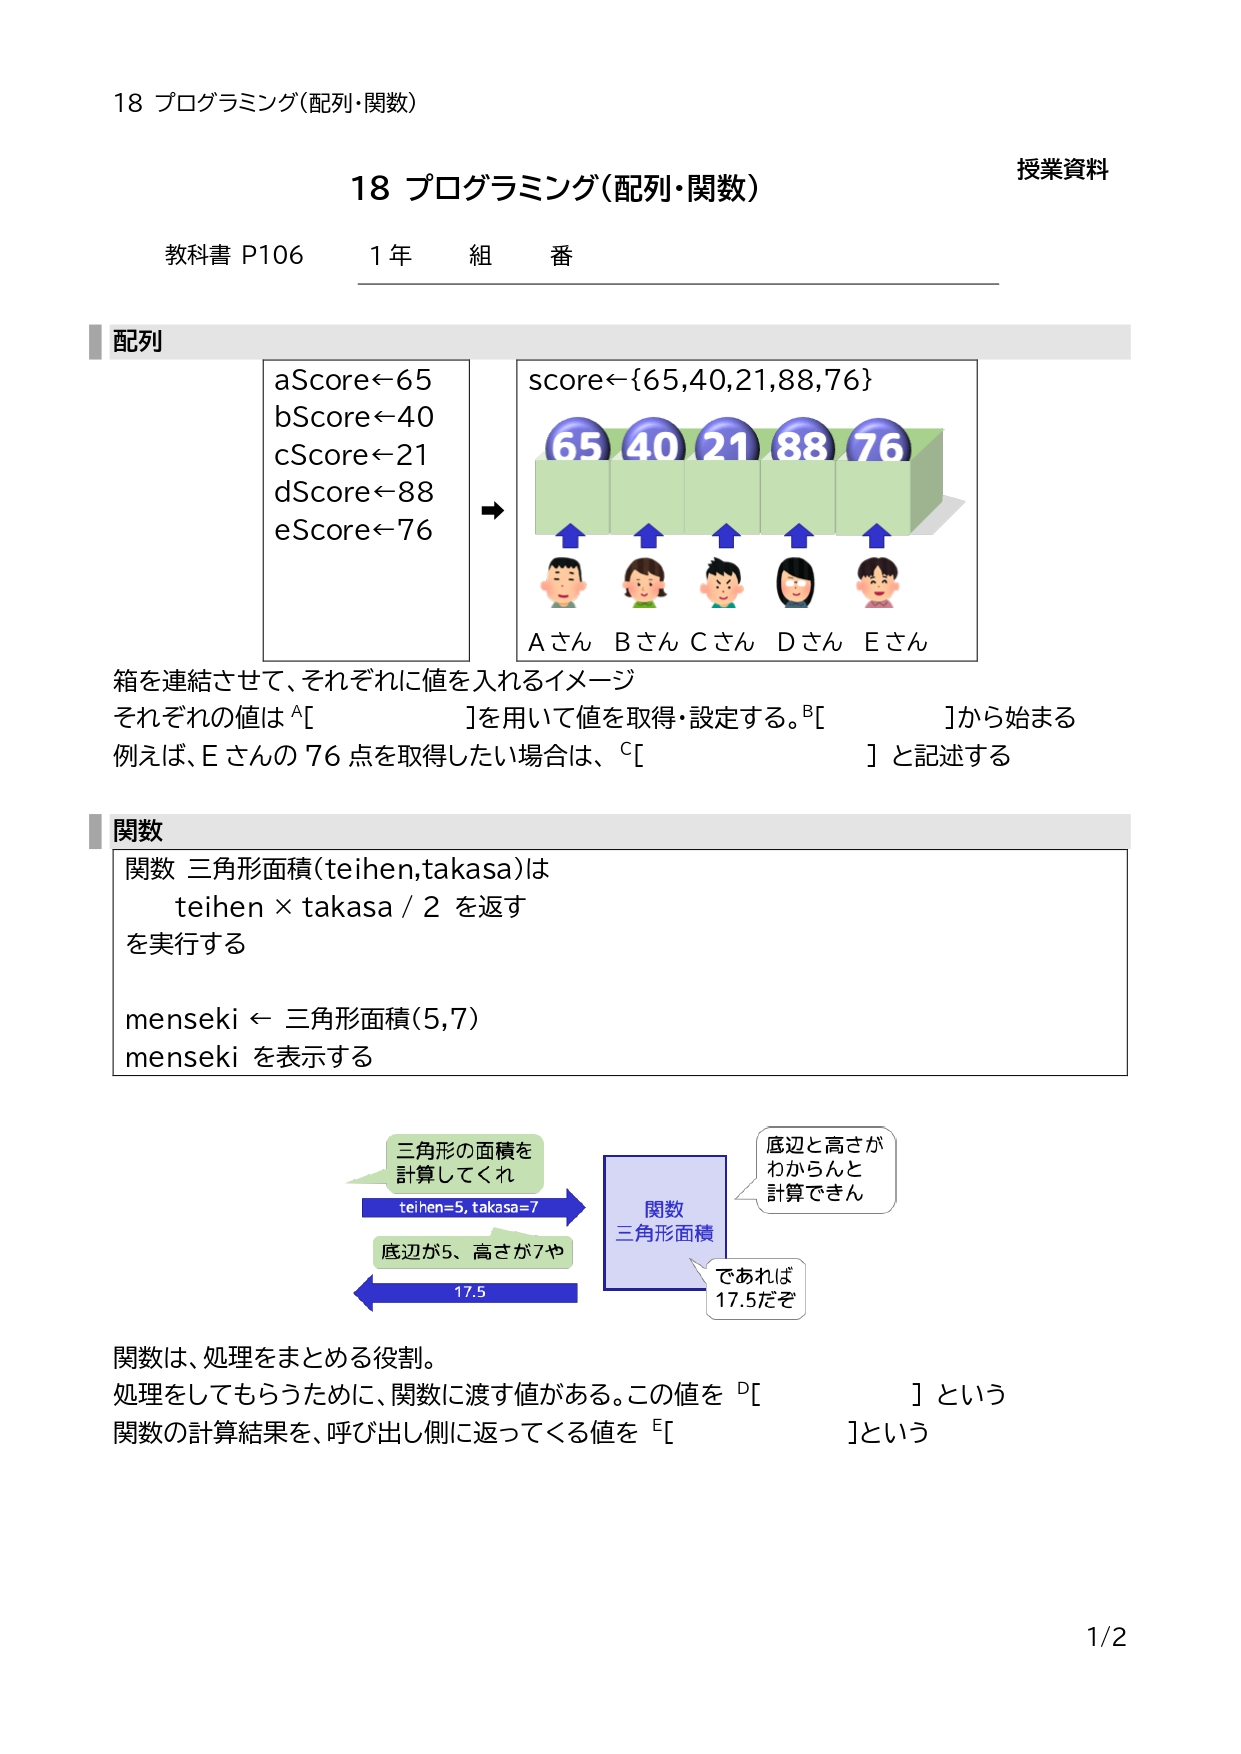 18 プログラミング(配列・関数)
授業資料
18 プログラミング(配列・関数)
教科書 P106 1年 組 番
配列
aScore←65
bScore←40
cScore←21
dScore←88
eScore←76
score←{65,40,21,88,76}
65 40 21 88 76
Aさん Bさん Cさん Dさん Eさん
箱を連結させて、それぞれに値を入れるイメージ
それぞれの値は A[ ]を用いて値を取得・設定する。B[ ]から始まる
例えば、Eさんの 76 点を取得したい場合は、 C[ ] と記述する
関数
関数 三角形面積(teihen,takasa)は
teihen × takasa / 2 を返す
を実行する
menseki ← 三角形面積(5,7)
menseki を表示する
三角形の面積を
計算してくれ
teihen=5, takasa=7
底辺が5、高さが7や
17.5
関数
三角形面積
底辺と高さが
わからんと
計算できん
であれば
17.5だぞ
関数は、処理をまとめる役割。
処理をしてもらうために、関数に渡す値がある。この値を D[ ] という
関数の計算結果を、呼び出し側に返ってくる値を E[ ]という
1/2